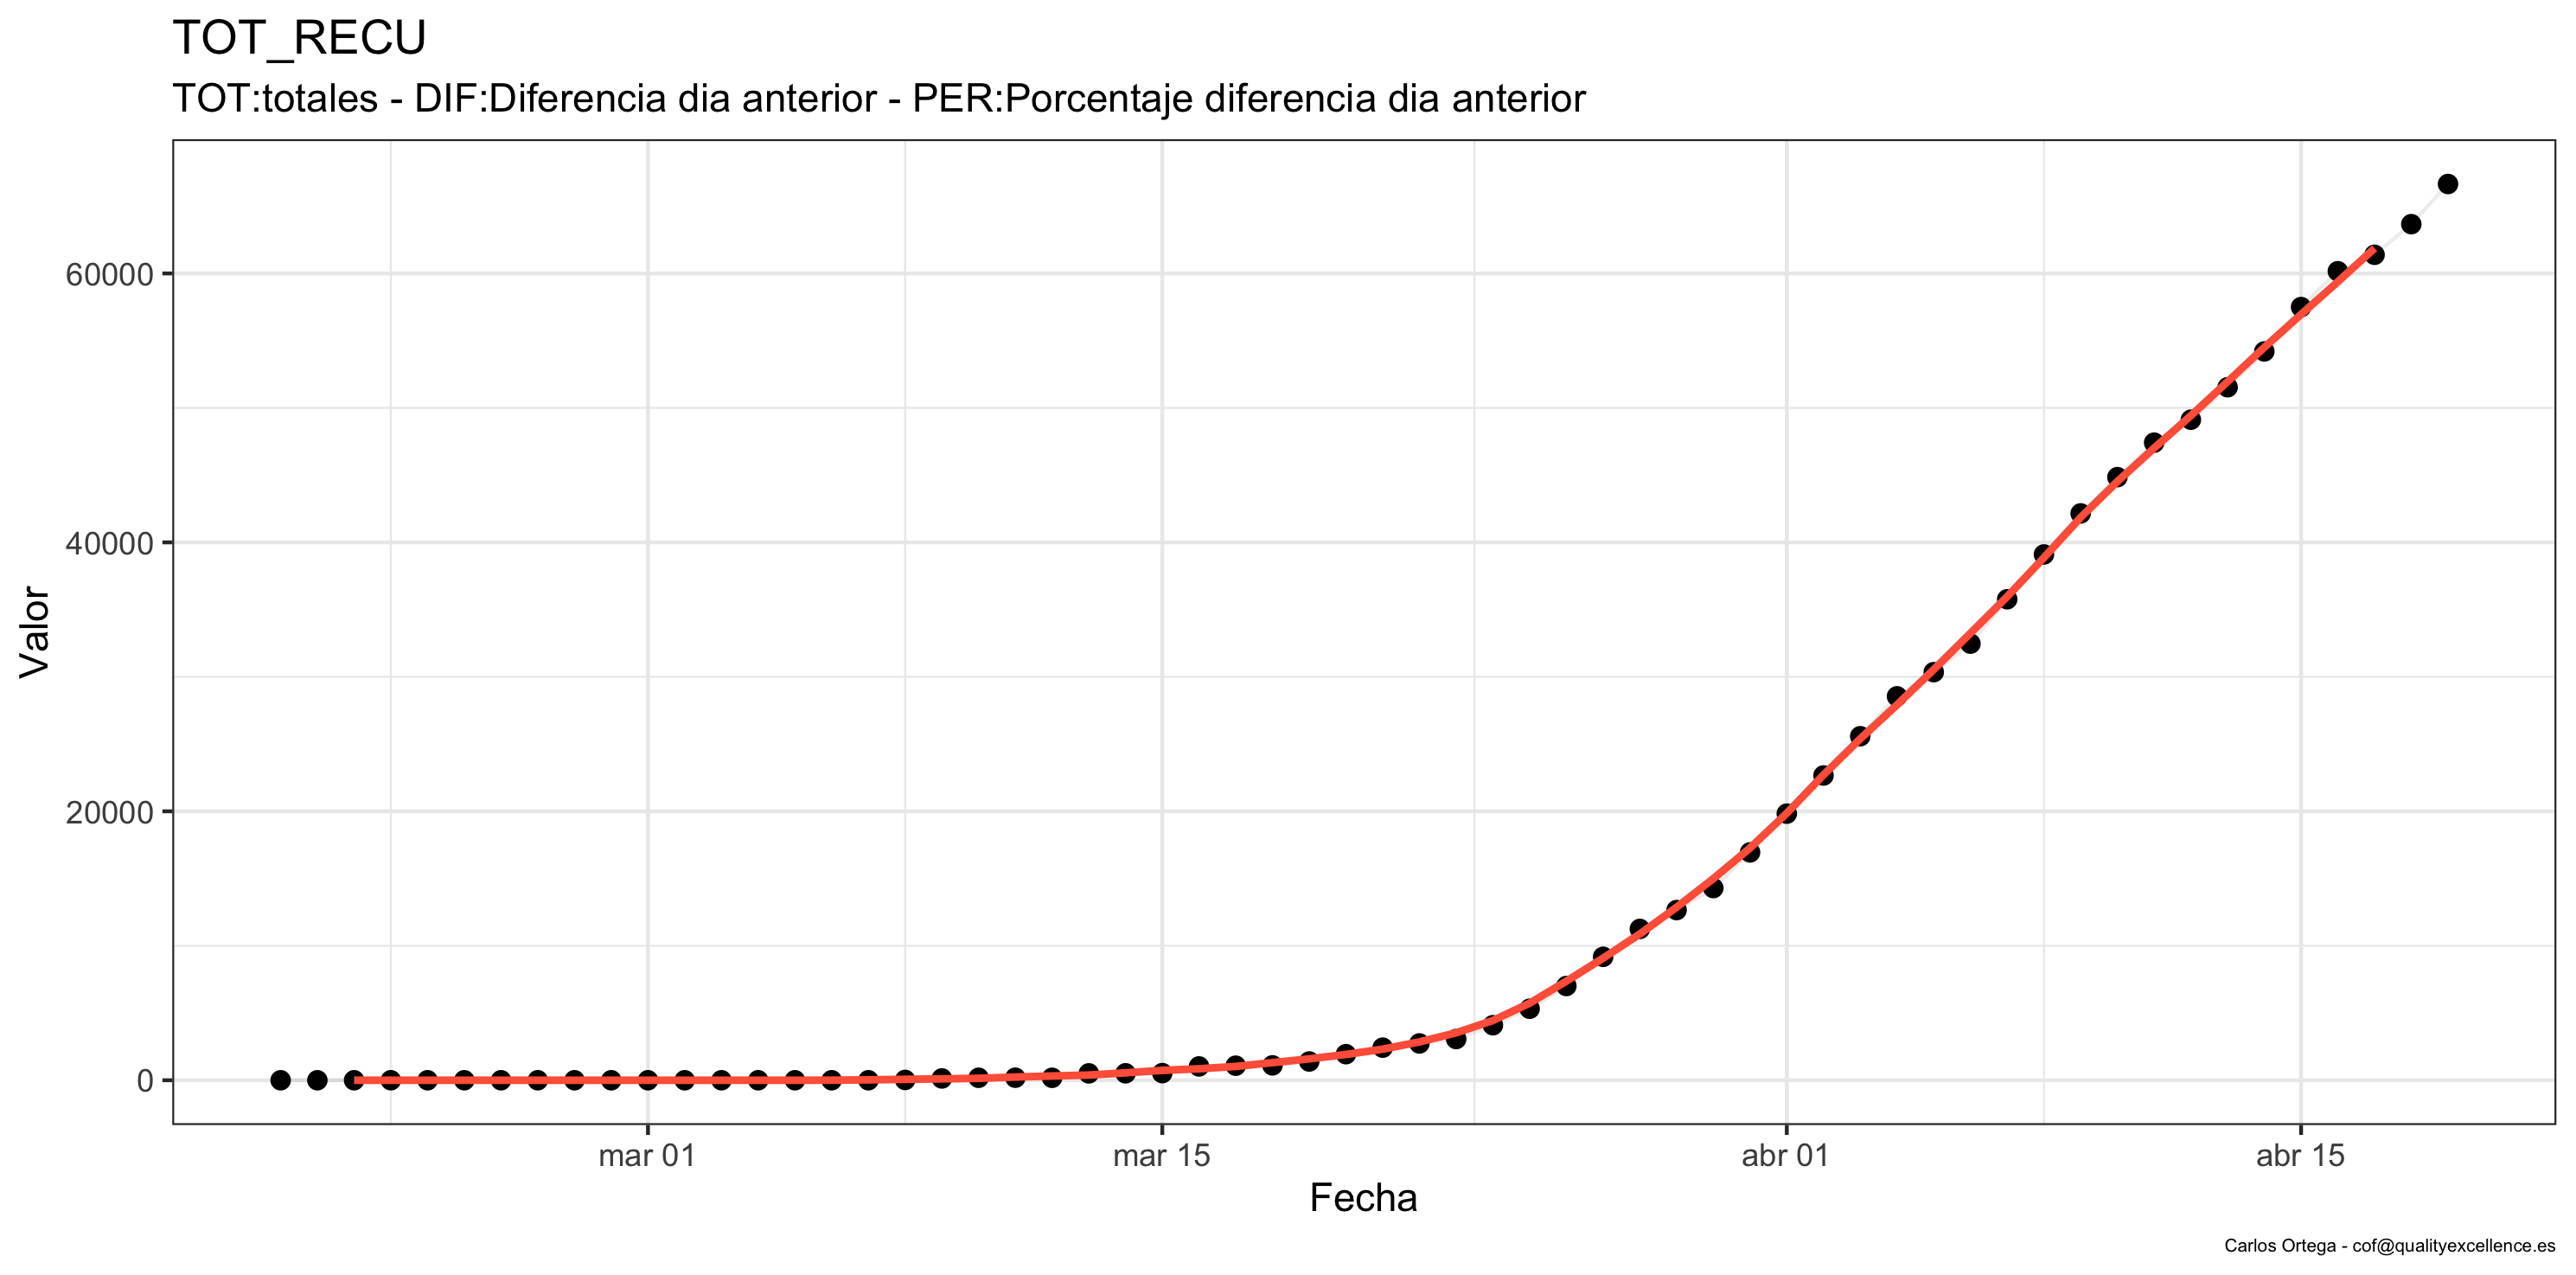 TOT_RECU
TOT:totales - DIF:Diferencia dia anterior - PER:Porcentaje diferencia dia anterior
60000
40000
20000
0
Valor
mar 01 mar 15 abr 01 abr 15
Fecha
Carlos Ortega - cof@qualityexcellence.es